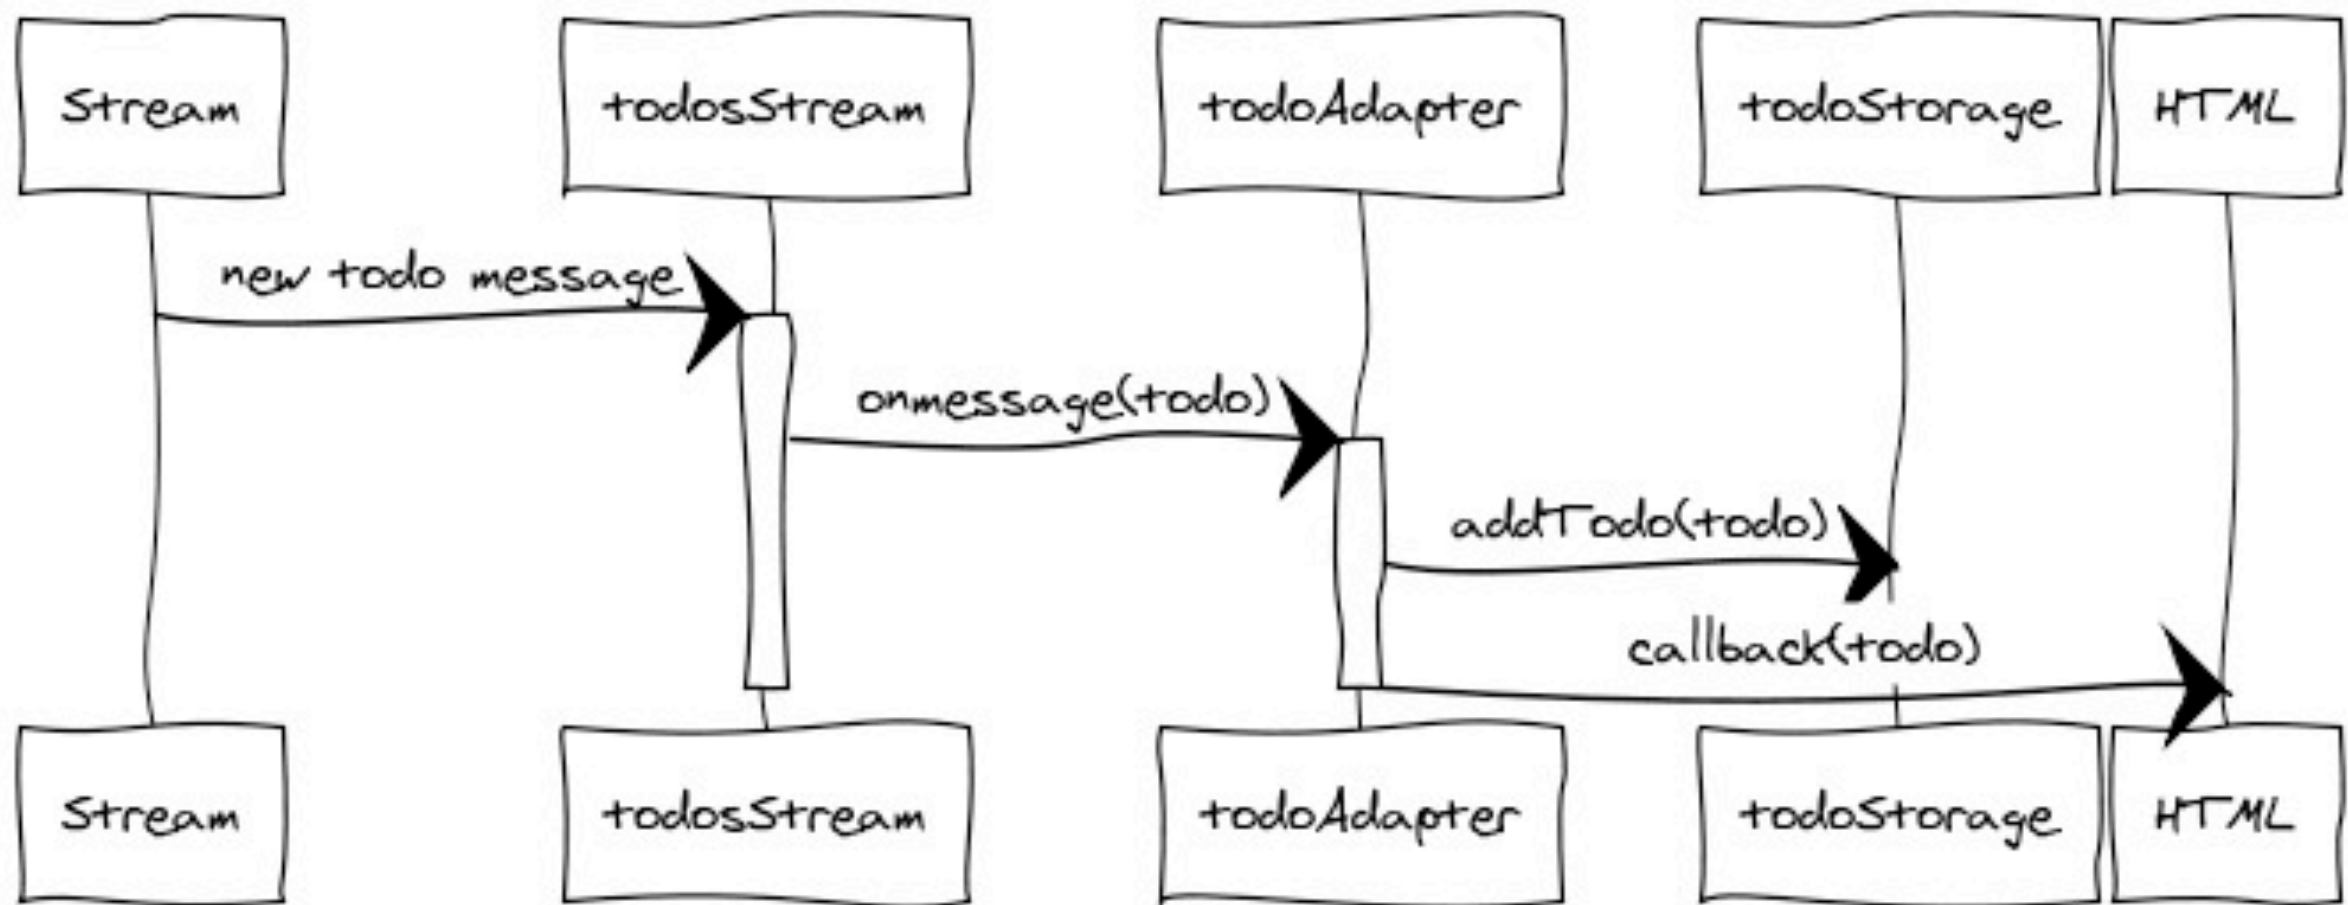 Stream
todosStream
todoAdapter
todoStorage
HTML
new todo message
onmessage(todo)
addTodo(todo)
callback(todo)
Stream
todosStream
todoAdapter
todoStorage
HTML